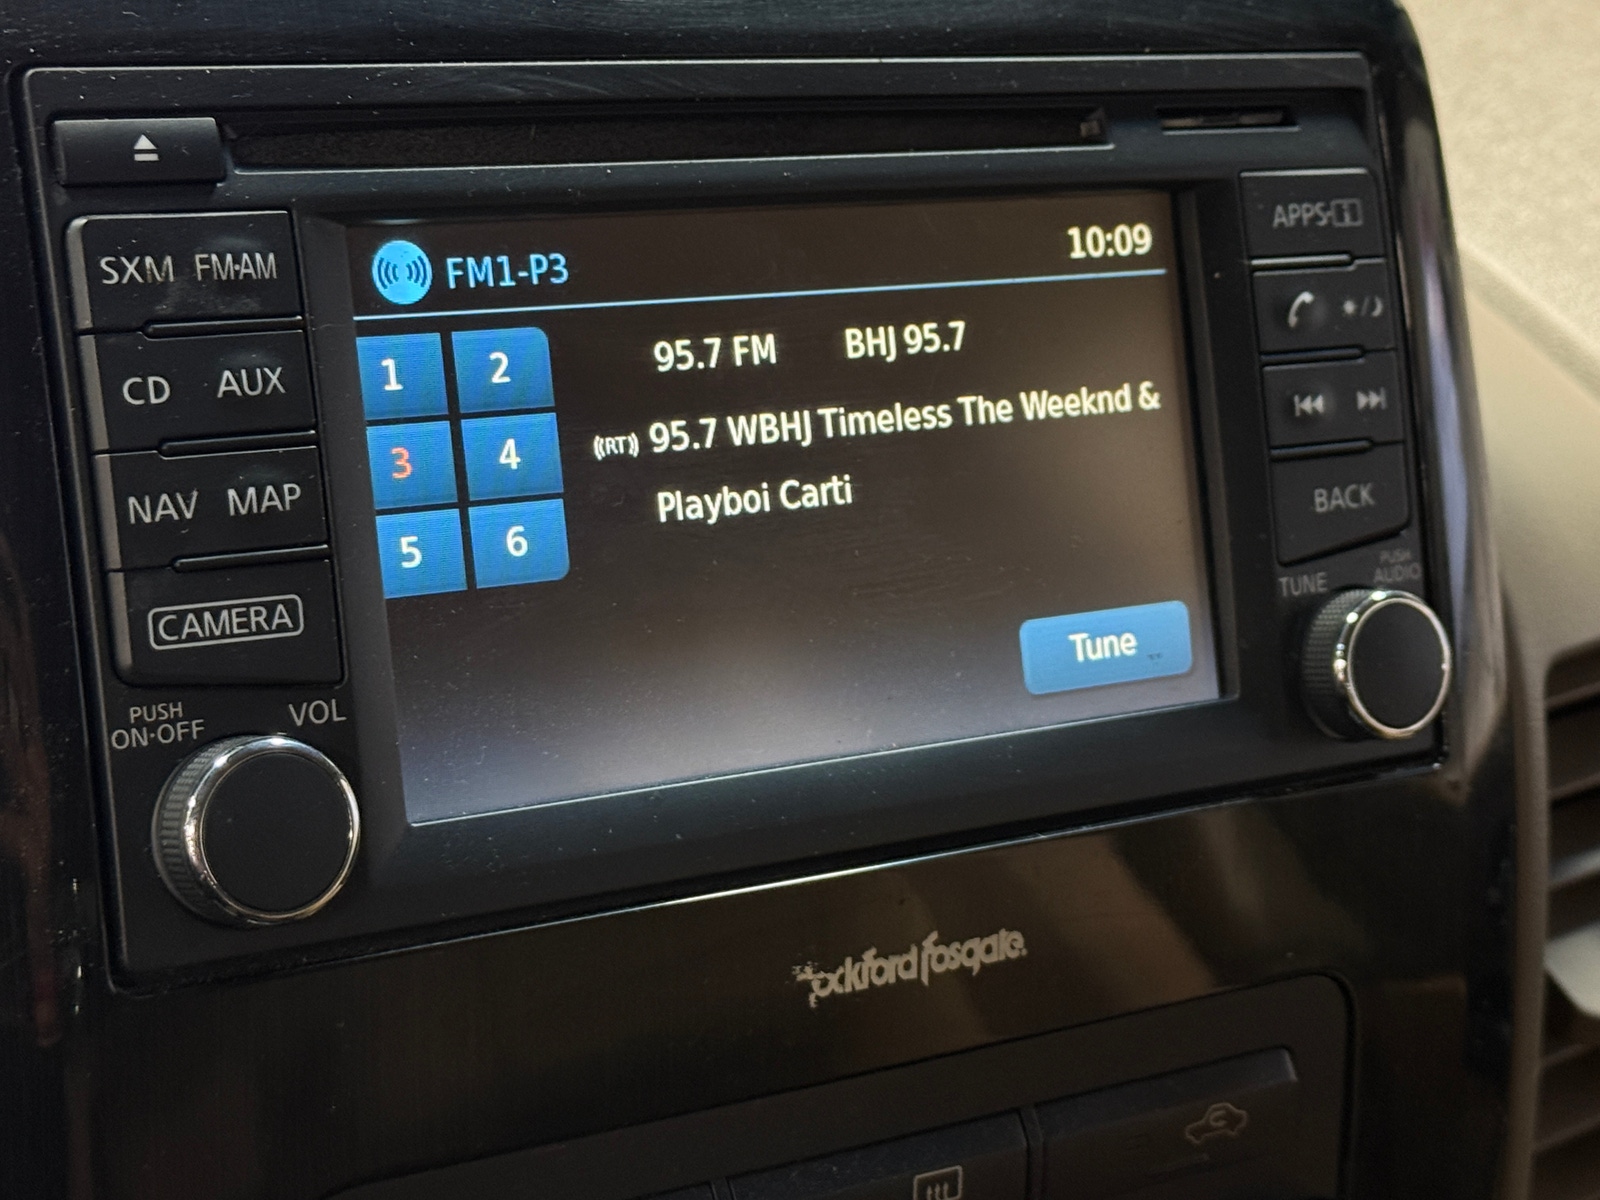 SXM FM·AM
CD AUX
NAV MAP
CAMERA
PUSH
ON·OFF
VOL
FM1-P3
10:09
1 2
3 4
5 6
95.7 FM BHJ 95.7
((RT)) 95.7 WBHJ Timeless The Weeknd &
Playboi Carti
Tune
APPS·i
BACK
TUNE
PUSH
AUDIO
ockford fosgate